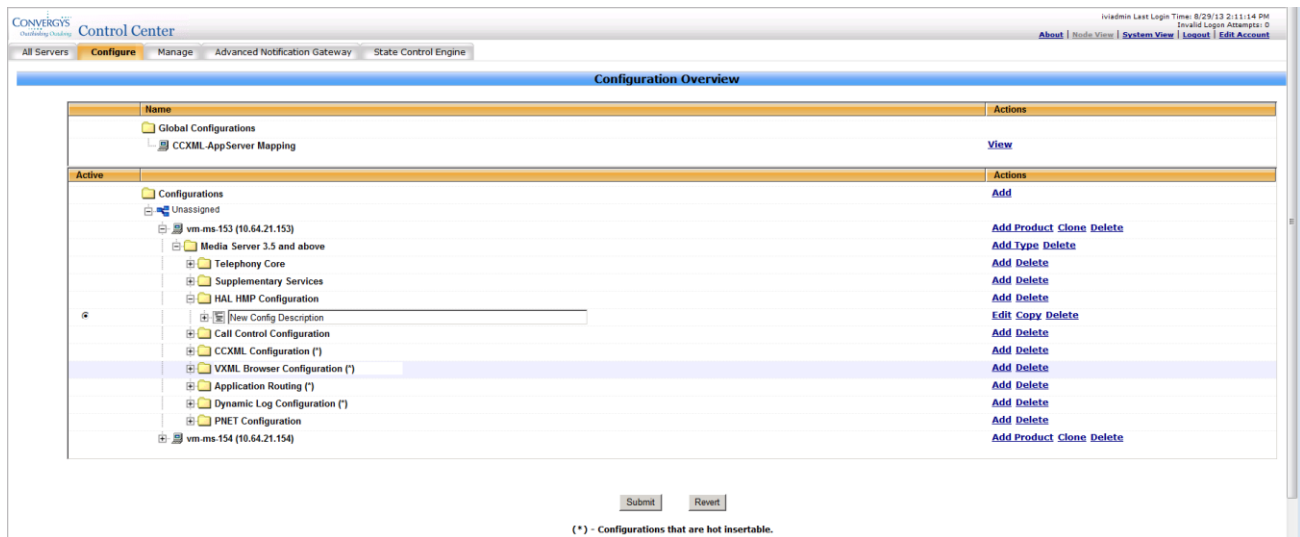 CONVERGYS
Outthinking Outdoing
Control Center
iviadmin Last Login Time: 8/29/13 2:11:14 PM
Invalid Logon Attempts: 0
About | Node View | System View | Logout | Edit Account
All Servers Configure Manage Advanced Notification Gateway State Control Engine
Configuration Overview
Name Actions
Global Configurations
CCXML-AppServer Mapping View
Active Actions
Configurations Add
Unassigned
vm-ms-153 (10.64.21.153) Add Product Clone Delete
Media Server 3.5 and above Add Type Delete
Telephony Core Add Delete
Supplementary Services Add Delete
HAL HMP Configuration Add Delete
New Config Description Edit Copy Delete
Call Control Configuration Add Delete
CCXML Configuration (*) Add Delete
VXML Browser Configuration (*) Add Delete
Application Routing (*) Add Delete
Dynamic Log Configuration (*) Add Delete
PNET Configuration Add Delete
vm-ms-154 (10.64.21.154) Add Product Clone Delete
Submit Revert
(*) - Configurations that are hot insertable.